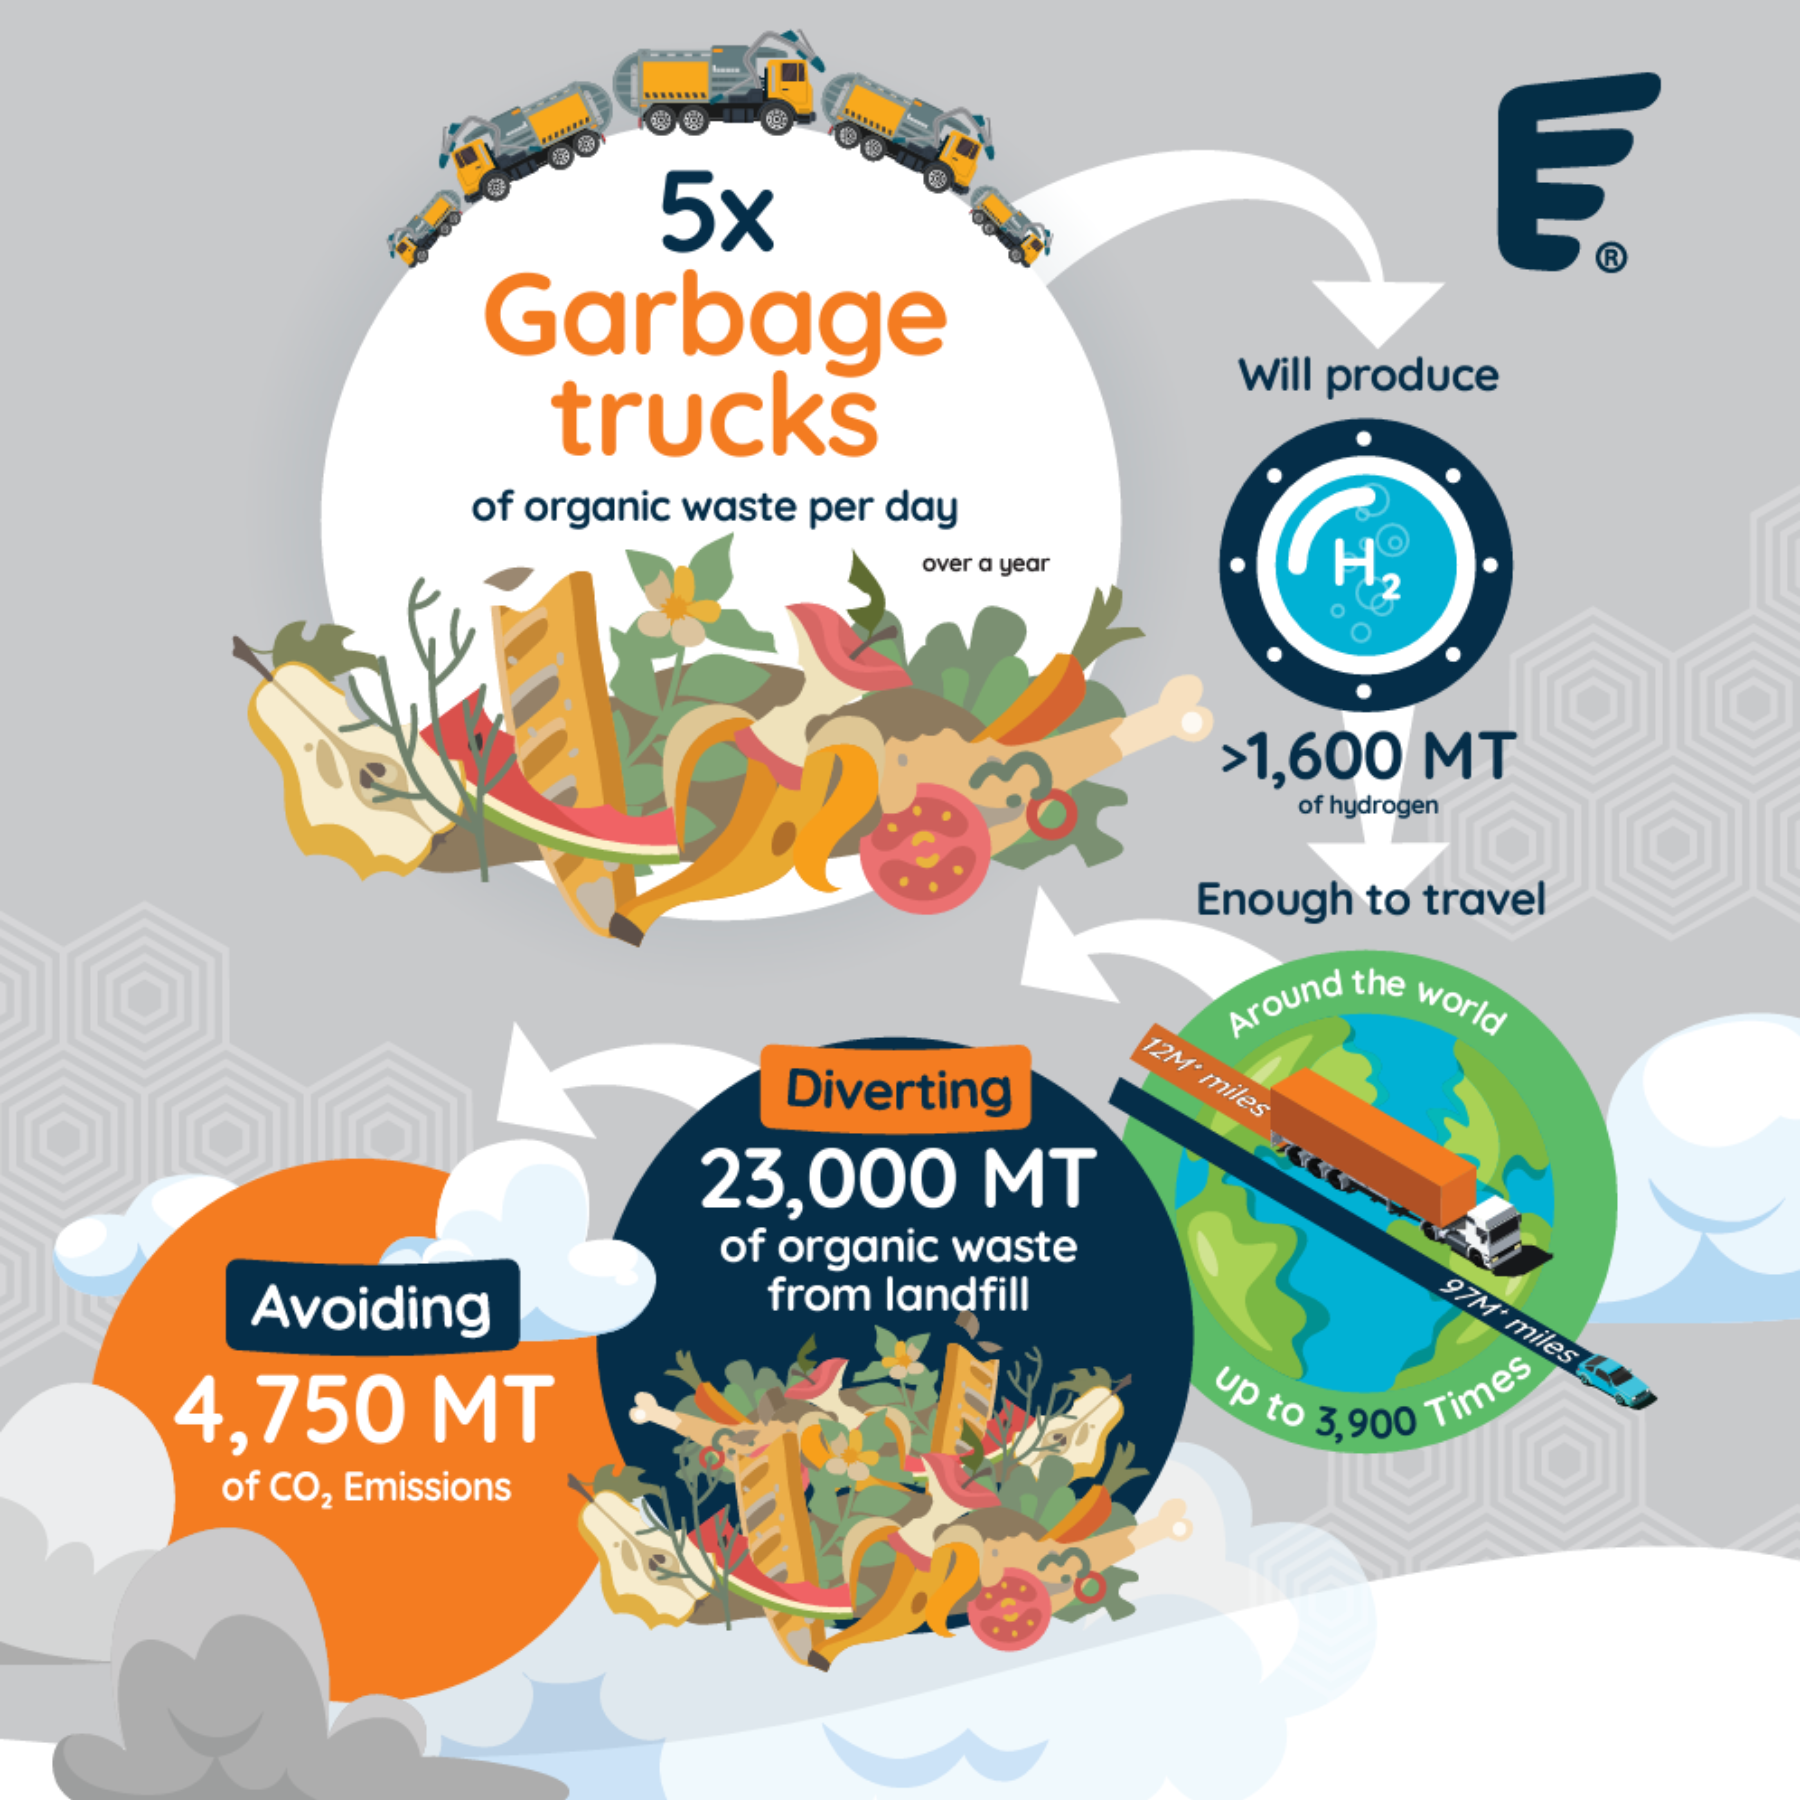 5x
Garbage
trucks
of organic waste per day
over a year
E®
Will produce
H₂
>1,600 MT
of hydrogen
Enough to travel
Around the world
12M⁺ miles
97M⁺ miles
up to 3,900 Times
Diverting
23,000 MT
of organic waste
from landfill
Avoiding
4,750 MT
of CO₂ Emissions